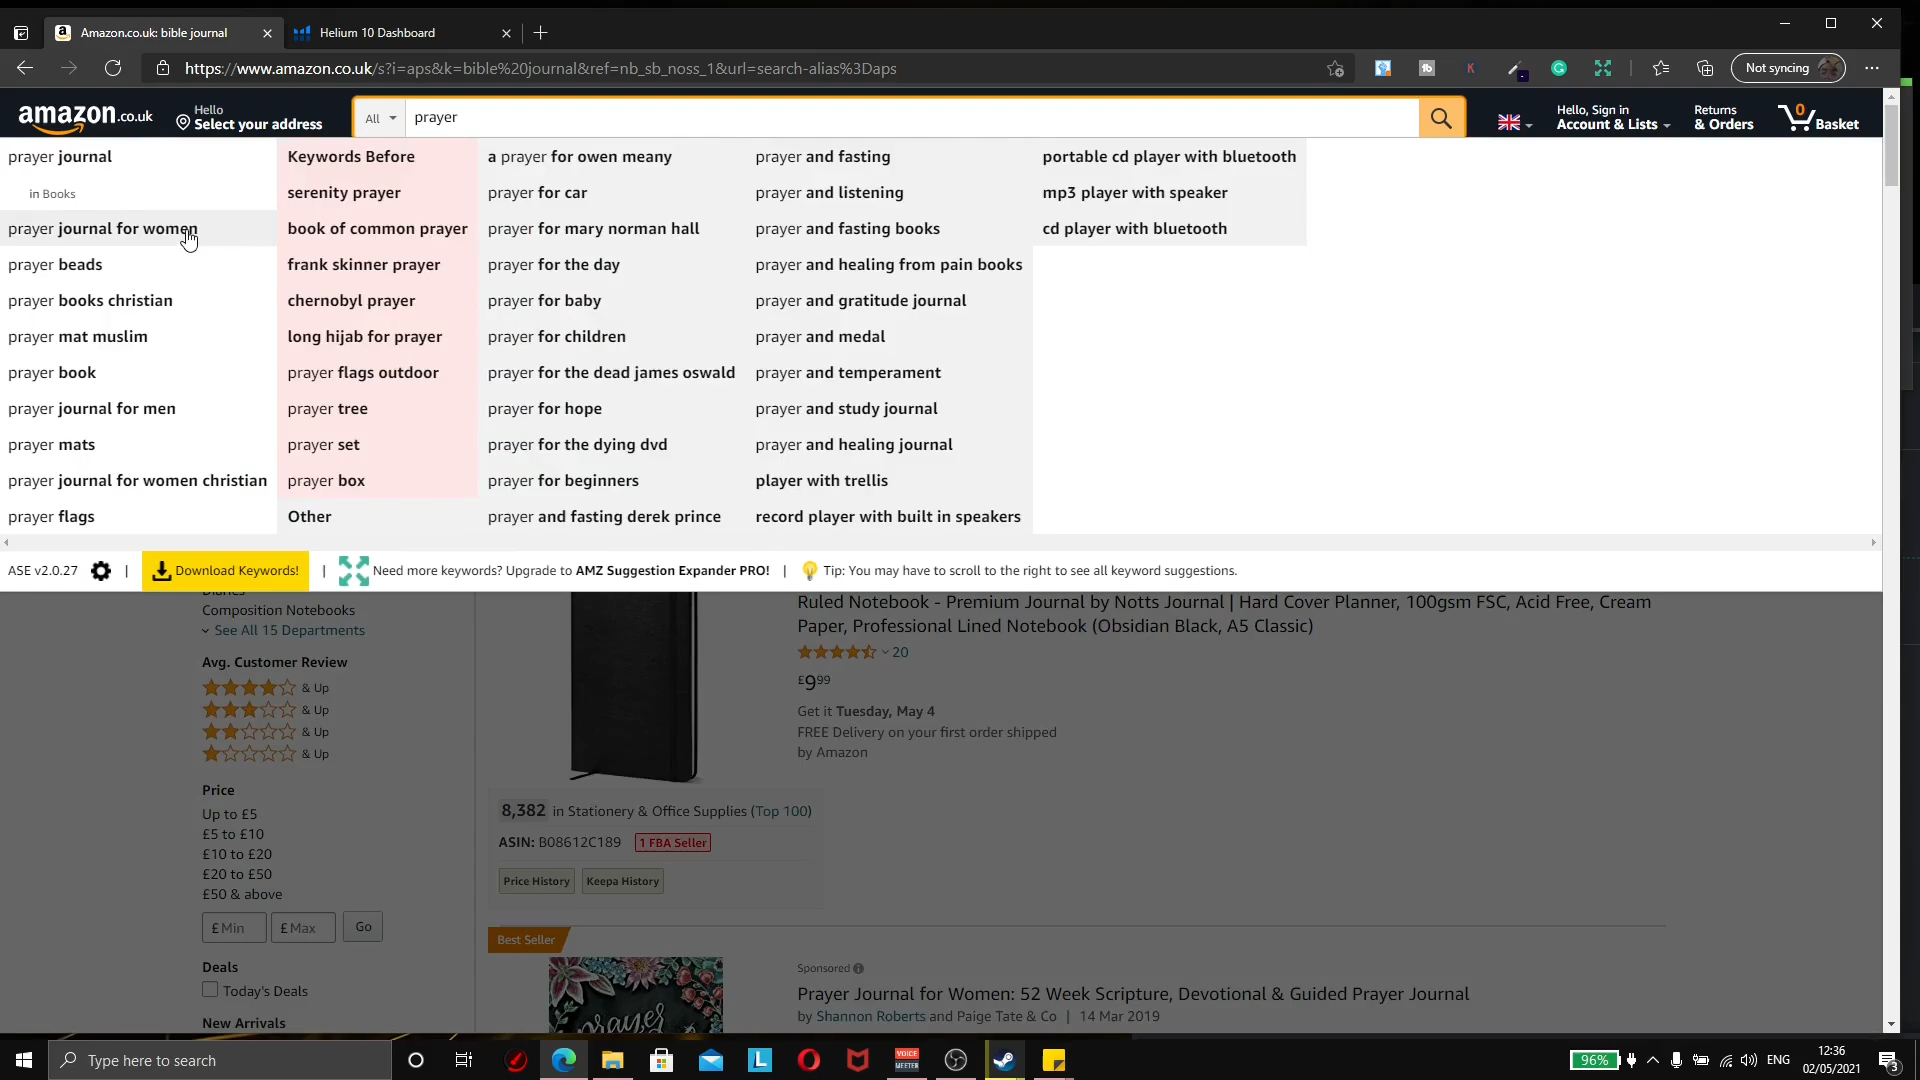 Amazon.co.uk: bible journal
Helium 10 Dashboard
https://www.amazon.co.uk/s?i=aps&k=bible%20journal&ref=nb_sb_noss_1&url=search-alias%3Daps
Not syncing
amazon.co.uk
Hello
Select your address
All
prayer
Hello, Sign in
Account & Lists
Returns
& Orders
0
Basket
prayer journal
in Books
prayer journal for women
prayer beads
prayer books christian
prayer mat muslim
prayer book
prayer journal for men
prayer mats
prayer journal for women christian
prayer flags
Keywords Before
serenity prayer
book of common prayer
frank skinner prayer
chernobyl prayer
long hijab for prayer
prayer flags outdoor
prayer tree
prayer set
prayer box
Other
a prayer for owen meany
prayer for car
prayer for mary norman hall
prayer for the day
prayer for baby
prayer for children
prayer for the dead james oswald
prayer for hope
prayer for the dying dvd
prayer for beginners
prayer and fasting derek prince
prayer and fasting
prayer and listening
prayer and fasting books
prayer and healing from pain books
prayer and gratitude journal
prayer and medal
prayer and temperament
prayer and study journal
prayer and healing journal
player with trellis
record player with built in speakers
portable cd player with bluetooth
mp3 player with speaker
cd player with bluetooth
ASE v2.0.27
|
Download Keywords!
|
Need more keywords? Upgrade to AMZ Suggestion Expander PRO!
|
Tip: You may have to scroll to the right to see all keyword suggestions.
Diaries
Composition Notebooks
See All 15 Departments
Avg. Customer Review
& Up
& Up
& Up
& Up
Price
Up to £5
£5 to £10
£10 to £20
£20 to £50
£50 & above
£ Min
£ Max
Go
Deals
Today's Deals
New Arrivals
Ruled Notebook - Premium Journal by Notts Journal | Hard Cover Planner, 100gsm FSC, Acid Free, Cream
Paper, Professional Lined Notebook (Obsidian Black, A5 Classic)
20
£9.99
Get it Tuesday, May 4
FREE Delivery on your first order shipped
by Amazon
8,382 in Stationery & Office Supplies (Top 100)
ASIN: B08612C189
1 FBA Seller
Price History
Keepa History
Best Seller
prayer
Sponsored
Prayer Journal for Women: 52 Week Scripture, Devotional & Guided Prayer Journal
by Shannon Roberts and Paige Tate & Co | 14 Mar 2019
Type here to search
VOICE
MEETER
96%
ENG
12:36
02/05/2021
3